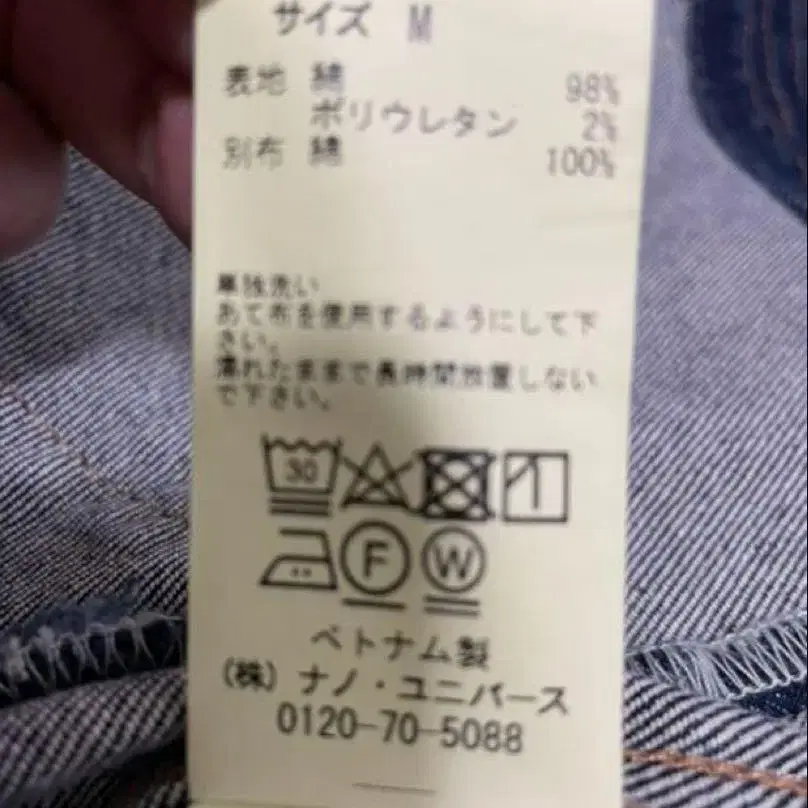 サイズ M
表地 綿 98%
ポリウレタン 2%
別布 綿 100%
単独洗い
あて布を使用するようにして下
さい。
濡れたままで長時間放置しない
で下さい。
30
F W
ベトナム製
(株) ナノ・ユニバース
0120-70-5088